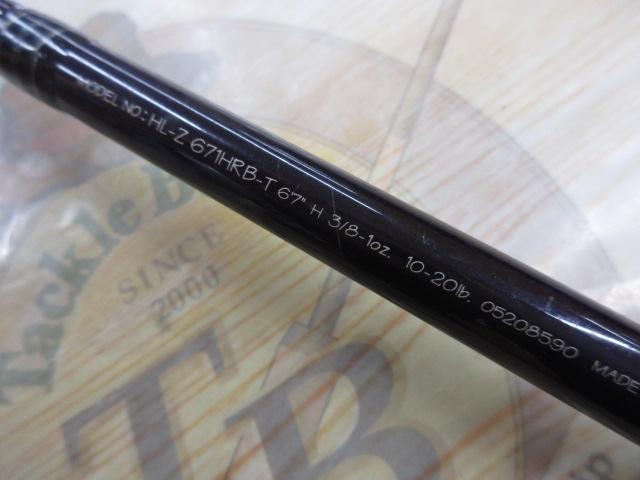 MODEL NO.: HL-Z 671HRB-T 6'7" H 3/8-1oz. 10-20lb. 05208590 MADE
Tackle B
SINCE
2000
TB